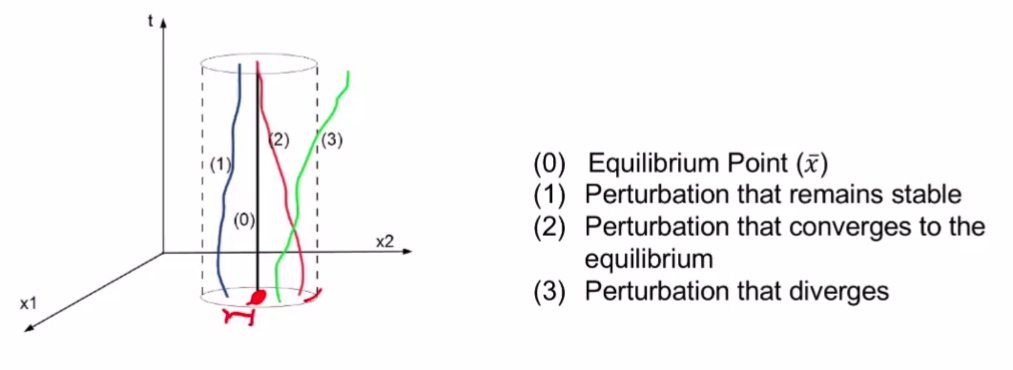 t
(2)
(3)
(1)
(0)
x2
x1
(0) Equilibrium Point (x̄)
(1) Perturbation that remains stable
(2) Perturbation that converges to the
equilibrium
(3) Perturbation that diverges